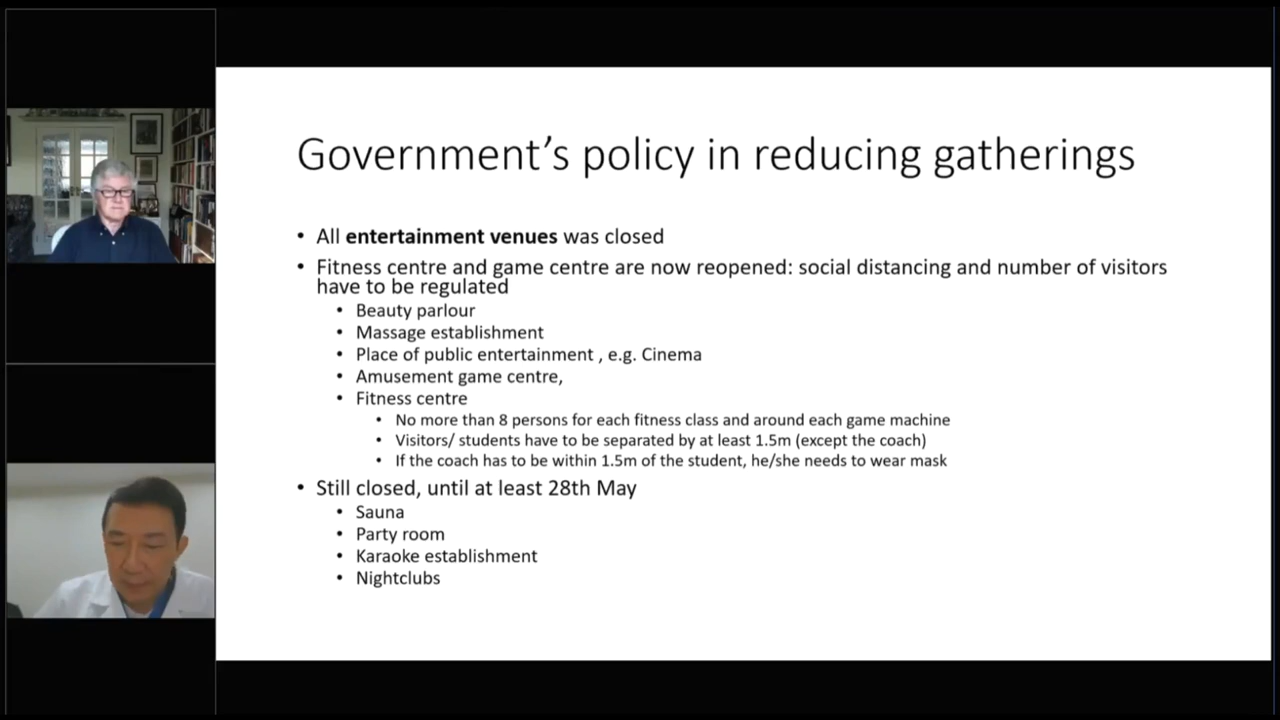 Government's policy in reducing gatherings
• All entertainment venues was closed
• Fitness centre and game centre are now reopened: social distancing and number of visitors
have to be regulated
• Beauty parlour
• Massage establishment
• Place of public entertainment , e.g. Cinema
• Amusement game centre,
• Fitness centre
• No more than 8 persons for each fitness class and around each game machine
• Visitors/ students have to be separated by at least 1.5m (except the coach)
• If the coach has to be within 1.5m of the student, he/she needs to wear mask
• Still closed, until at least 28th May
• Sauna
• Party room
• Karaoke establishment
• Nightclubs